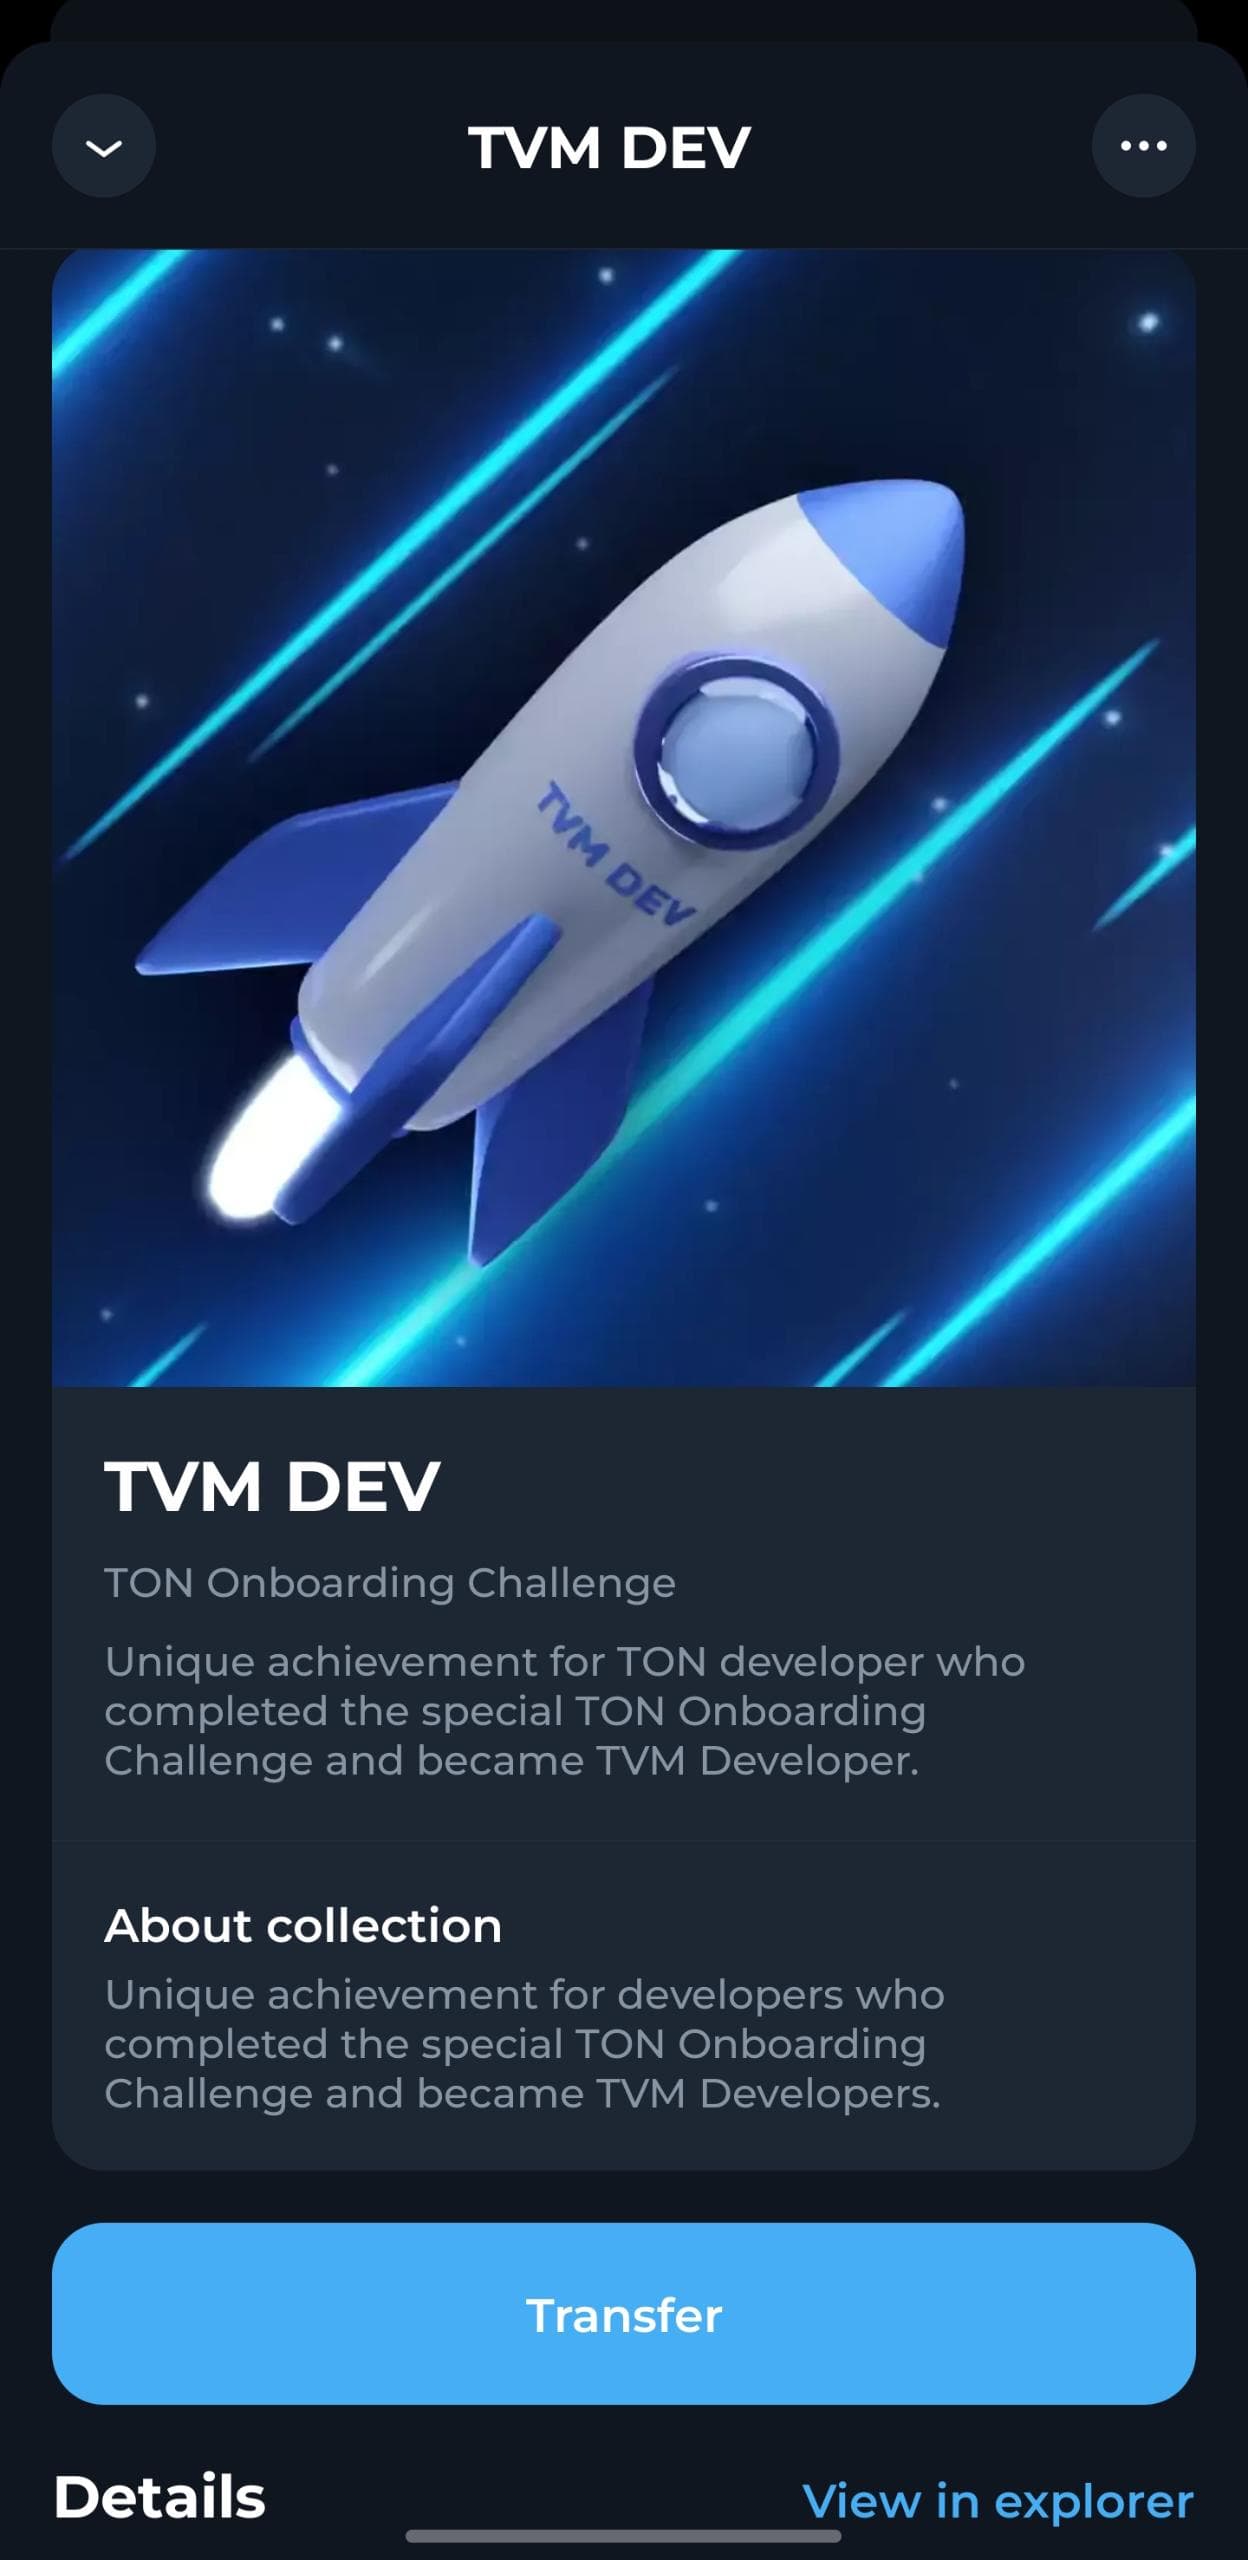 TVM DEV
TVM DEV
TVM DEV
TON Onboarding Challenge
Unique achievement for TON developer who
completed the special TON Onboarding
Challenge and became TVM Developer.
About collection
Unique achievement for developers who
completed the special TON Onboarding
Challenge and became TVM Developers.
Transfer
Details
View in explorer